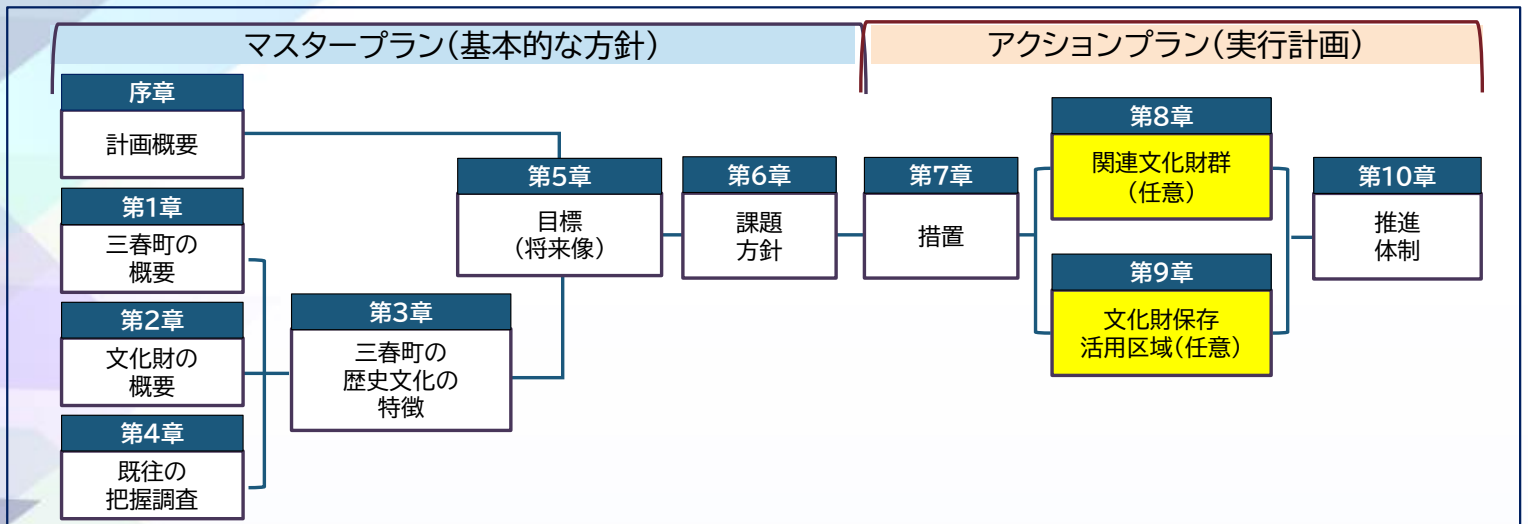 マスタープラン(基本的な方針)
アクションプラン(実行計画)
序章
計画概要
第1章
三春町の
概要
第2章
文化財の
概要
第4章
既往の
把握調査
第3章
三春町の
歴史文化の
特徴
第5章
目標
(将来像)
第6章
課題
方針
第7章
措置
第8章
関連文化財群
(任意)
第9章
文化財保存
活用区域(任意)
第10章
推進
体制